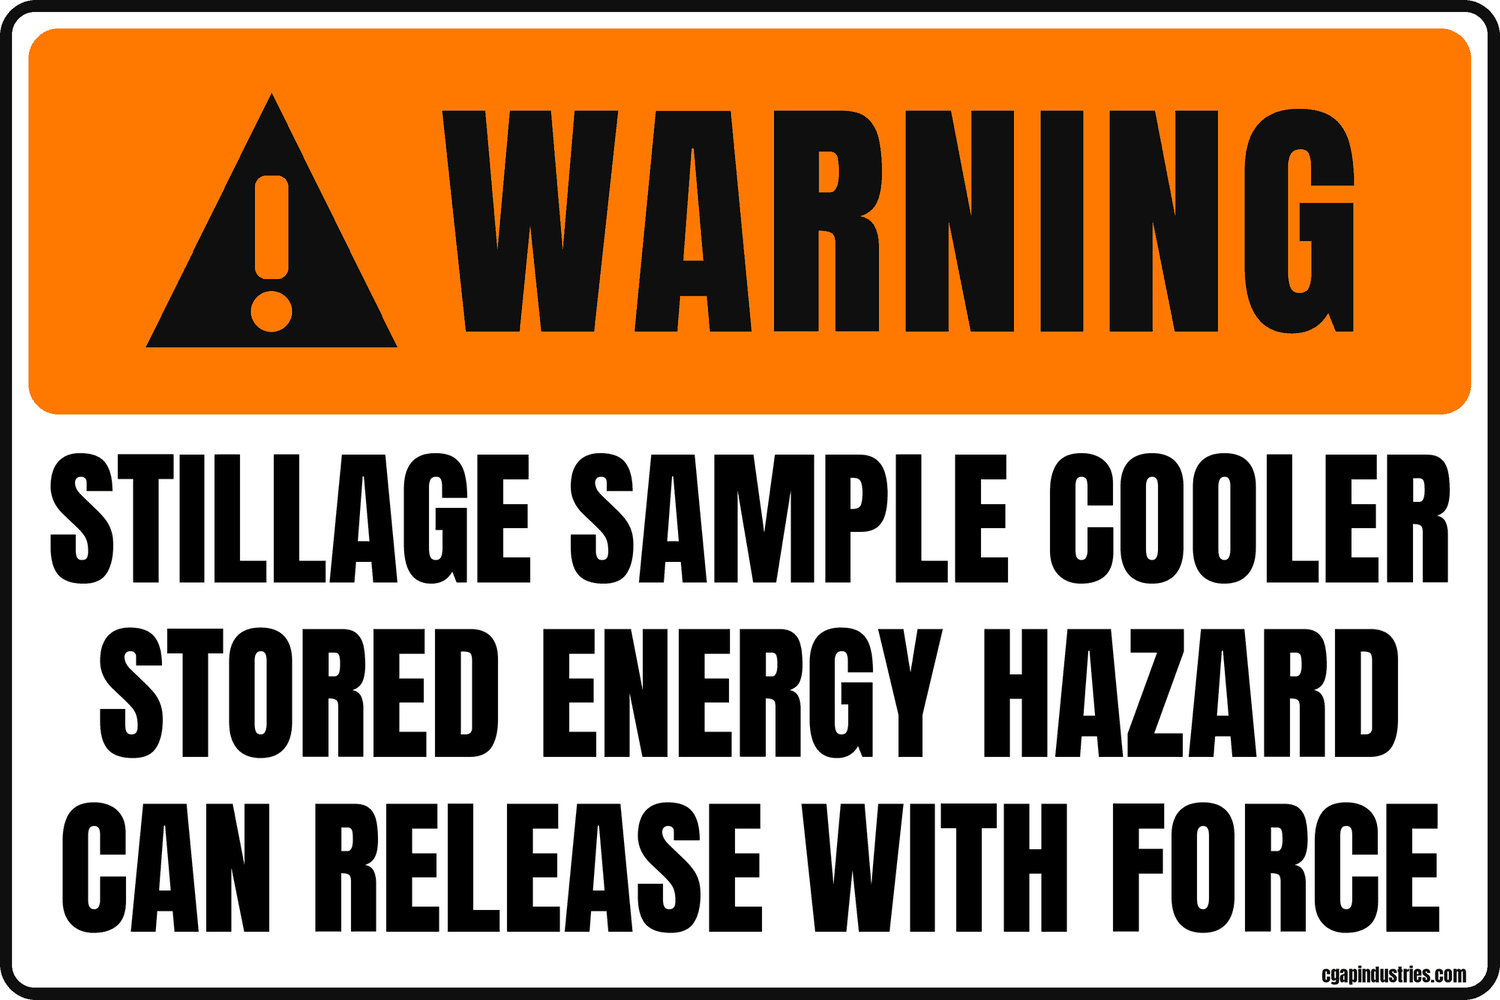 WARNING
STILLAGE SAMPLE COOLER
STORED ENERGY HAZARD
CAN RELEASE WITH FORCE
cgapindustries.com